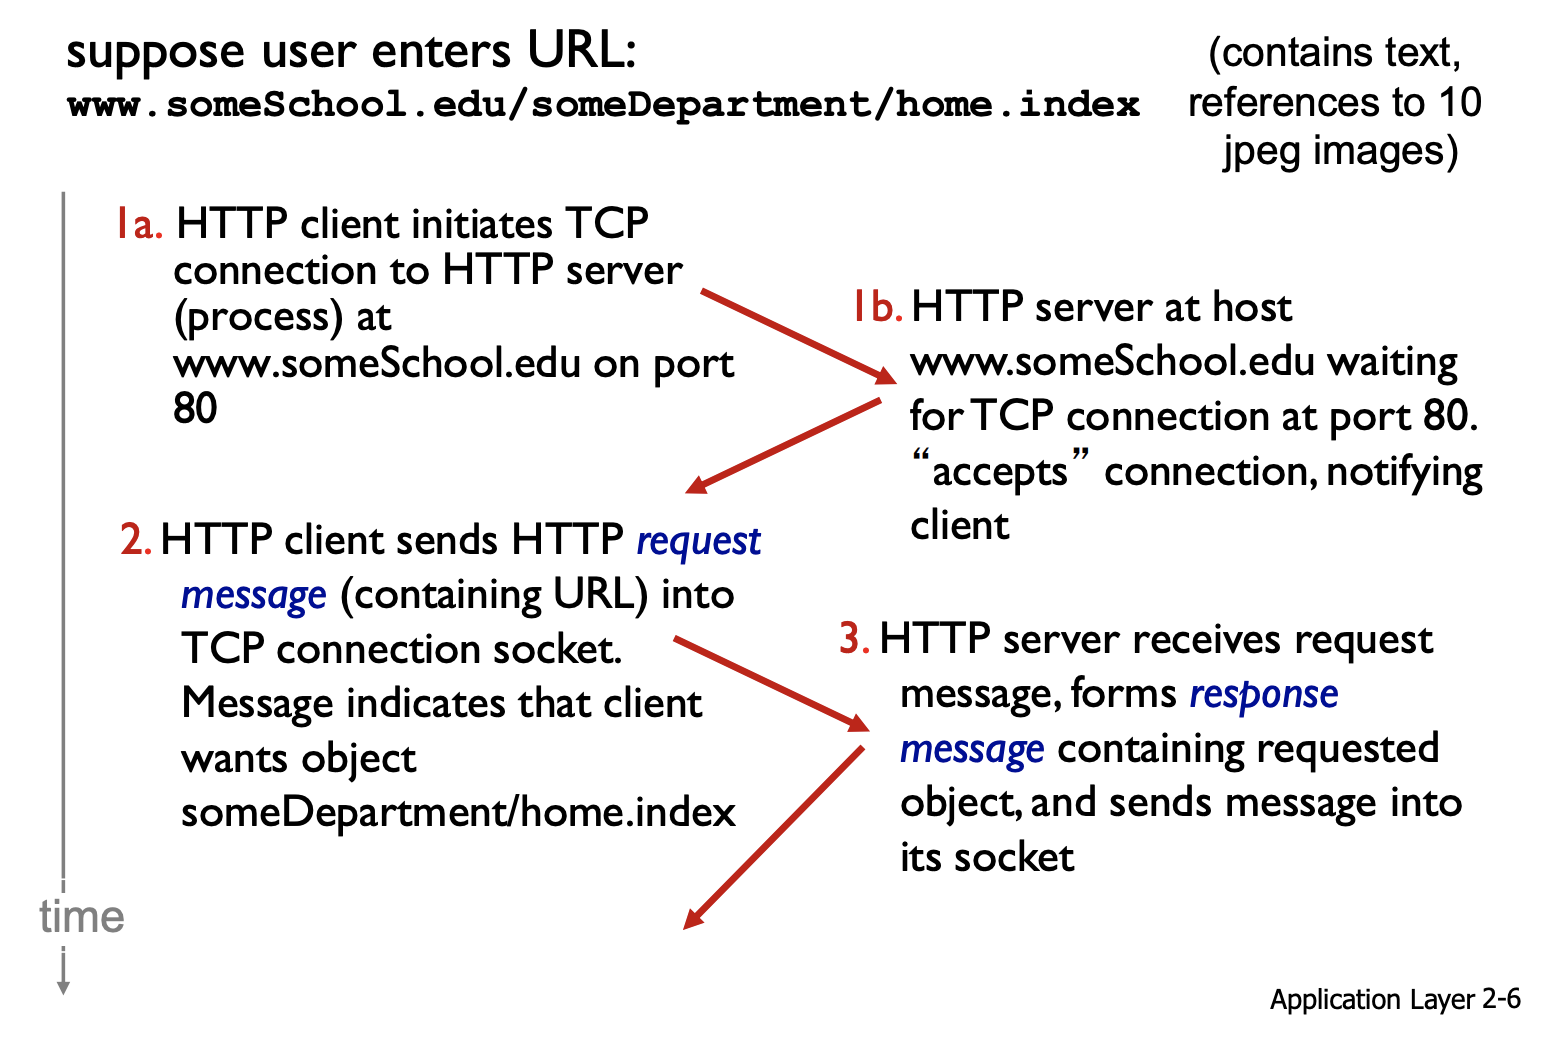 suppose user enters URL:
www.someSchool.edu/someDepartment/home.index
(contains text,
references to 10
jpeg images)
1a. HTTP client initiates TCP
connection to HTTP server
(process) at
www.someSchool.edu on port
80
1b. HTTP server at host
www.someSchool.edu waiting
for TCP connection at port 80.
“accepts” connection, notifying
client
2. HTTP client sends HTTP request
message (containing URL) into
TCP connection socket.
Message indicates that client
wants object
someDepartment/home.index
3. HTTP server receives request
message, forms response
message containing requested
object, and sends message into
its socket
time
Application Layer 2-6